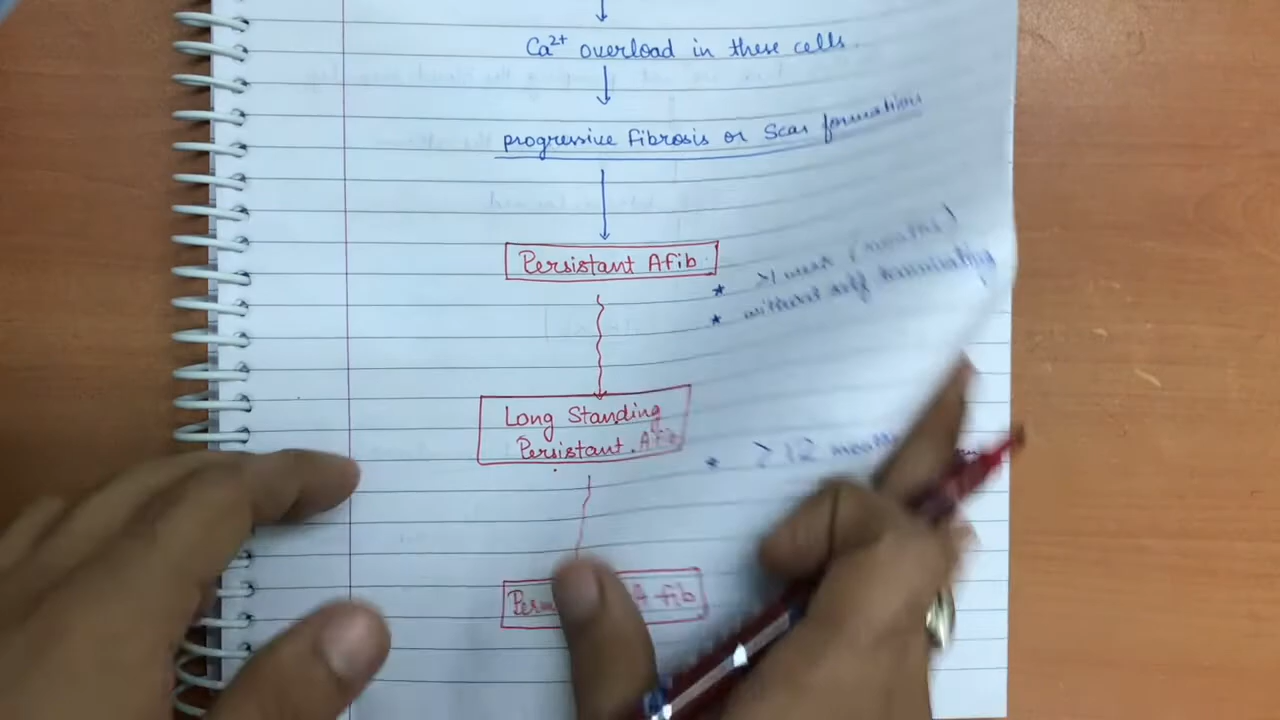 Ca²⁺ overload in these cells.
progressive Fibrosis or Scar formation
Persistant Afib
* >1 week (months)
* without self terminating
Long Standing
Persistant Afib
* ≥12 months
A fib